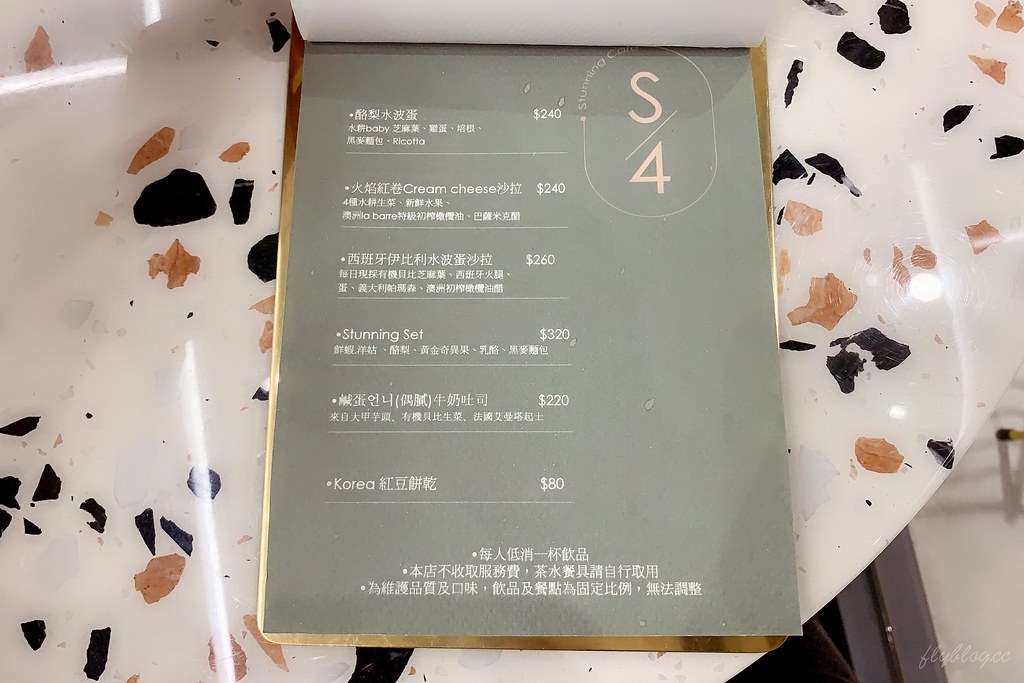 Stunning
S/4
•酪梨水波蛋 $240
水耕baby 芝麻葉、雞蛋、培根、
黑麥麵包、Ricotta
•火焰紅卷Cream cheese沙拉 $240
4種水耕生菜、新鮮水果、
澳洲la barre特級初榨橄欖油、巴薩米克醋
•西班牙伊比利水波蛋沙拉 $260
每日現採有機貝比芝麻葉、西班牙火腿、
蛋、義大利帕瑪森、澳洲初榨橄欖油醋
•Stunning Set $320
鮮蝦.洋菇 、酪梨、黃金奇異果、乳酪、黑麥麵包
•鹹蛋언니(偶膩)牛奶吐司 $220
來自大甲芋頭、有機貝比生菜、法國艾曼塔起士
•Korea 紅豆餅乾 $80
•每人低消一杯飲品
•本店不收取服務費，茶水餐具請自行取用
•為維護品質及口味，飲品及餐點為固定比例，無法調整
flyblog.cc